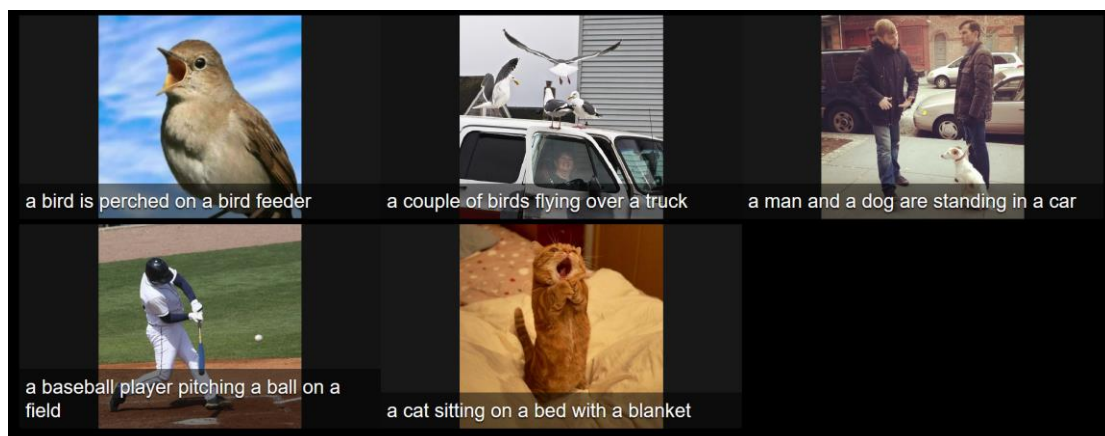 a bird is perched on a bird feeder
a couple of birds flying over a truck
a man and a dog are standing in a car
a baseball player pitching a ball on a
field
a cat sitting on a bed with a blanket